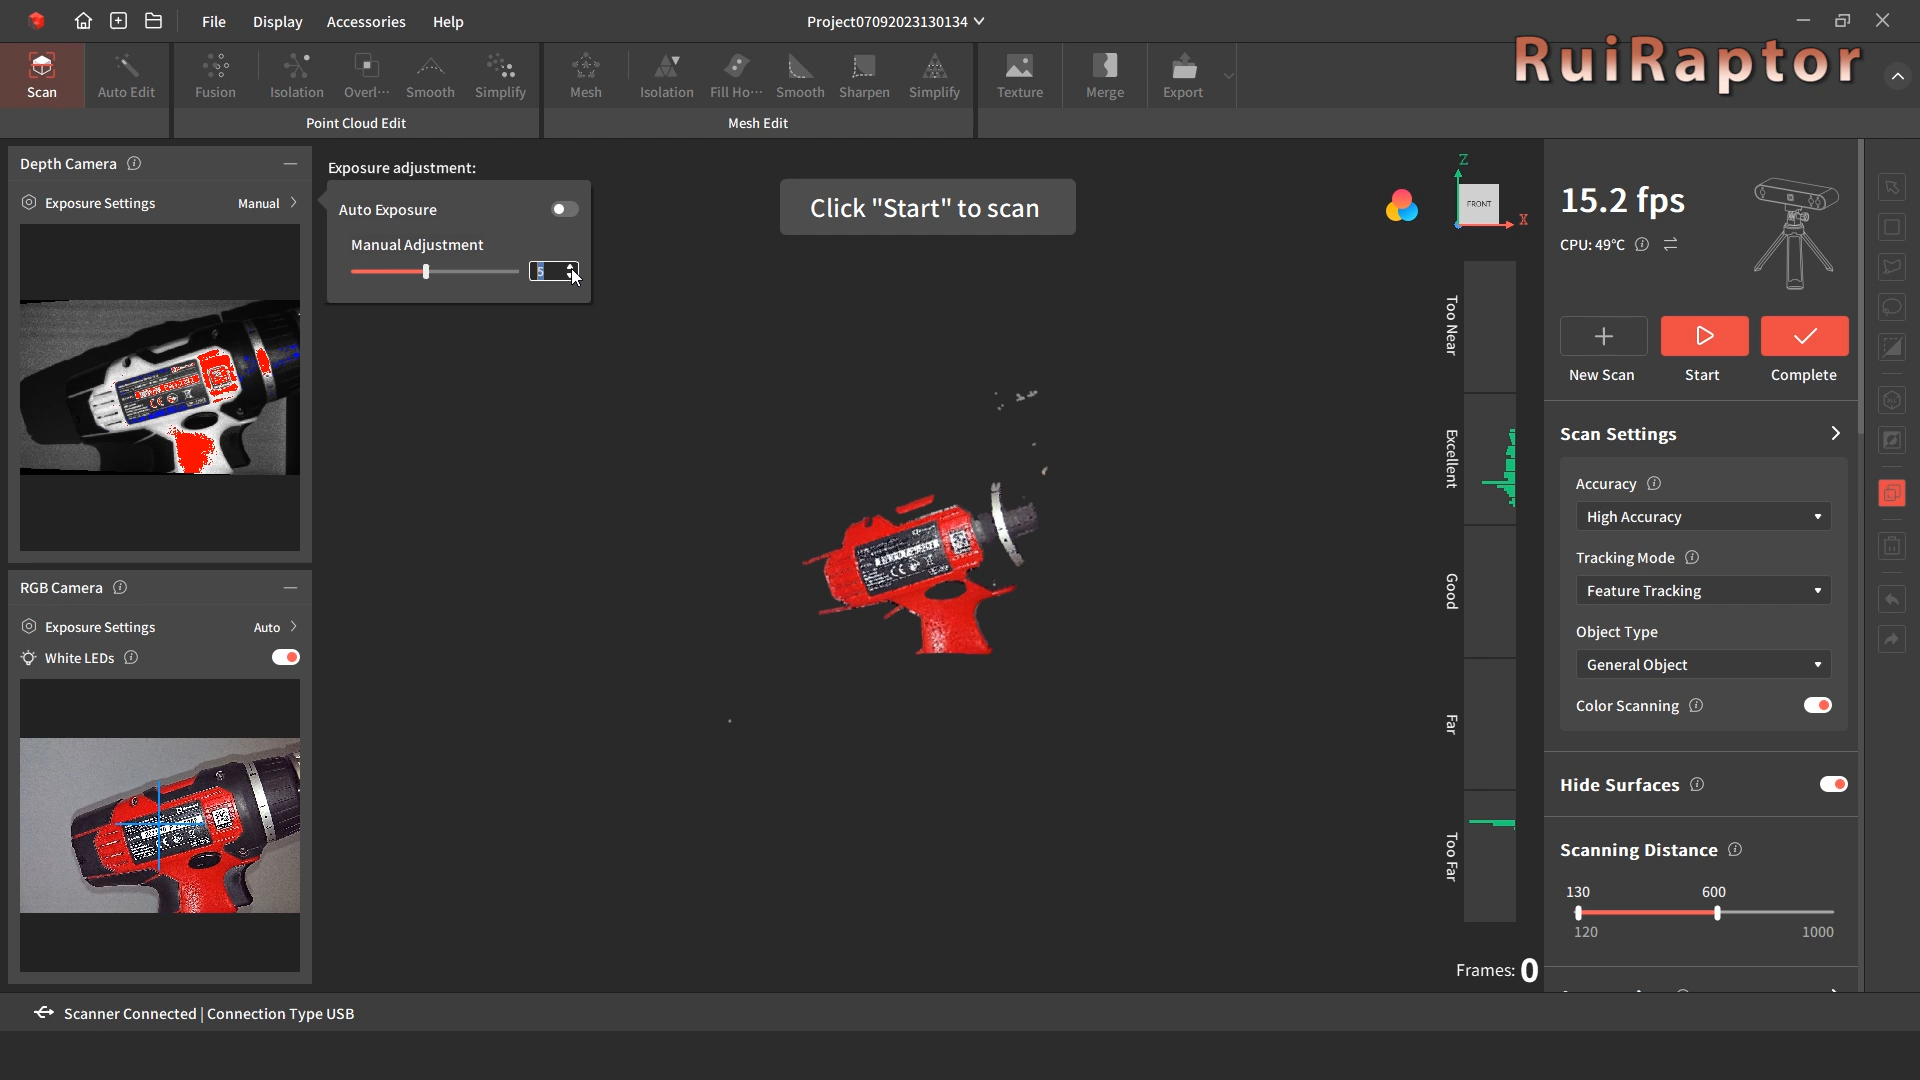 File Display Accessories Help
Project07092023130134
RuiRaptor
Scan Auto Edit Fusion Isolation Overl··· Smooth Simplify Mesh Isolation Fill Ho··· Smooth Sharpen Simplify Texture Merge Export
Point Cloud Edit Mesh Edit
Depth Camera
Exposure Settings Manual
Exposure adjustment:
Auto Exposure
Manual Adjustment
5
Click "Start" to scan
Z
FRONT
X
Too Near
Excellent
Good
Far
Too Far
Frames: 0
RGB Camera
Exposure Settings Auto
White LEDs
15.2 fps
CPU: 49°C
New Scan Start Complete
Scan Settings
Accuracy
High Accuracy
Tracking Mode
Feature Tracking
Object Type
General Object
Color Scanning
Hide Surfaces
Scanning Distance
130 600
120 1000
Scanner Connected | Connection Type USB